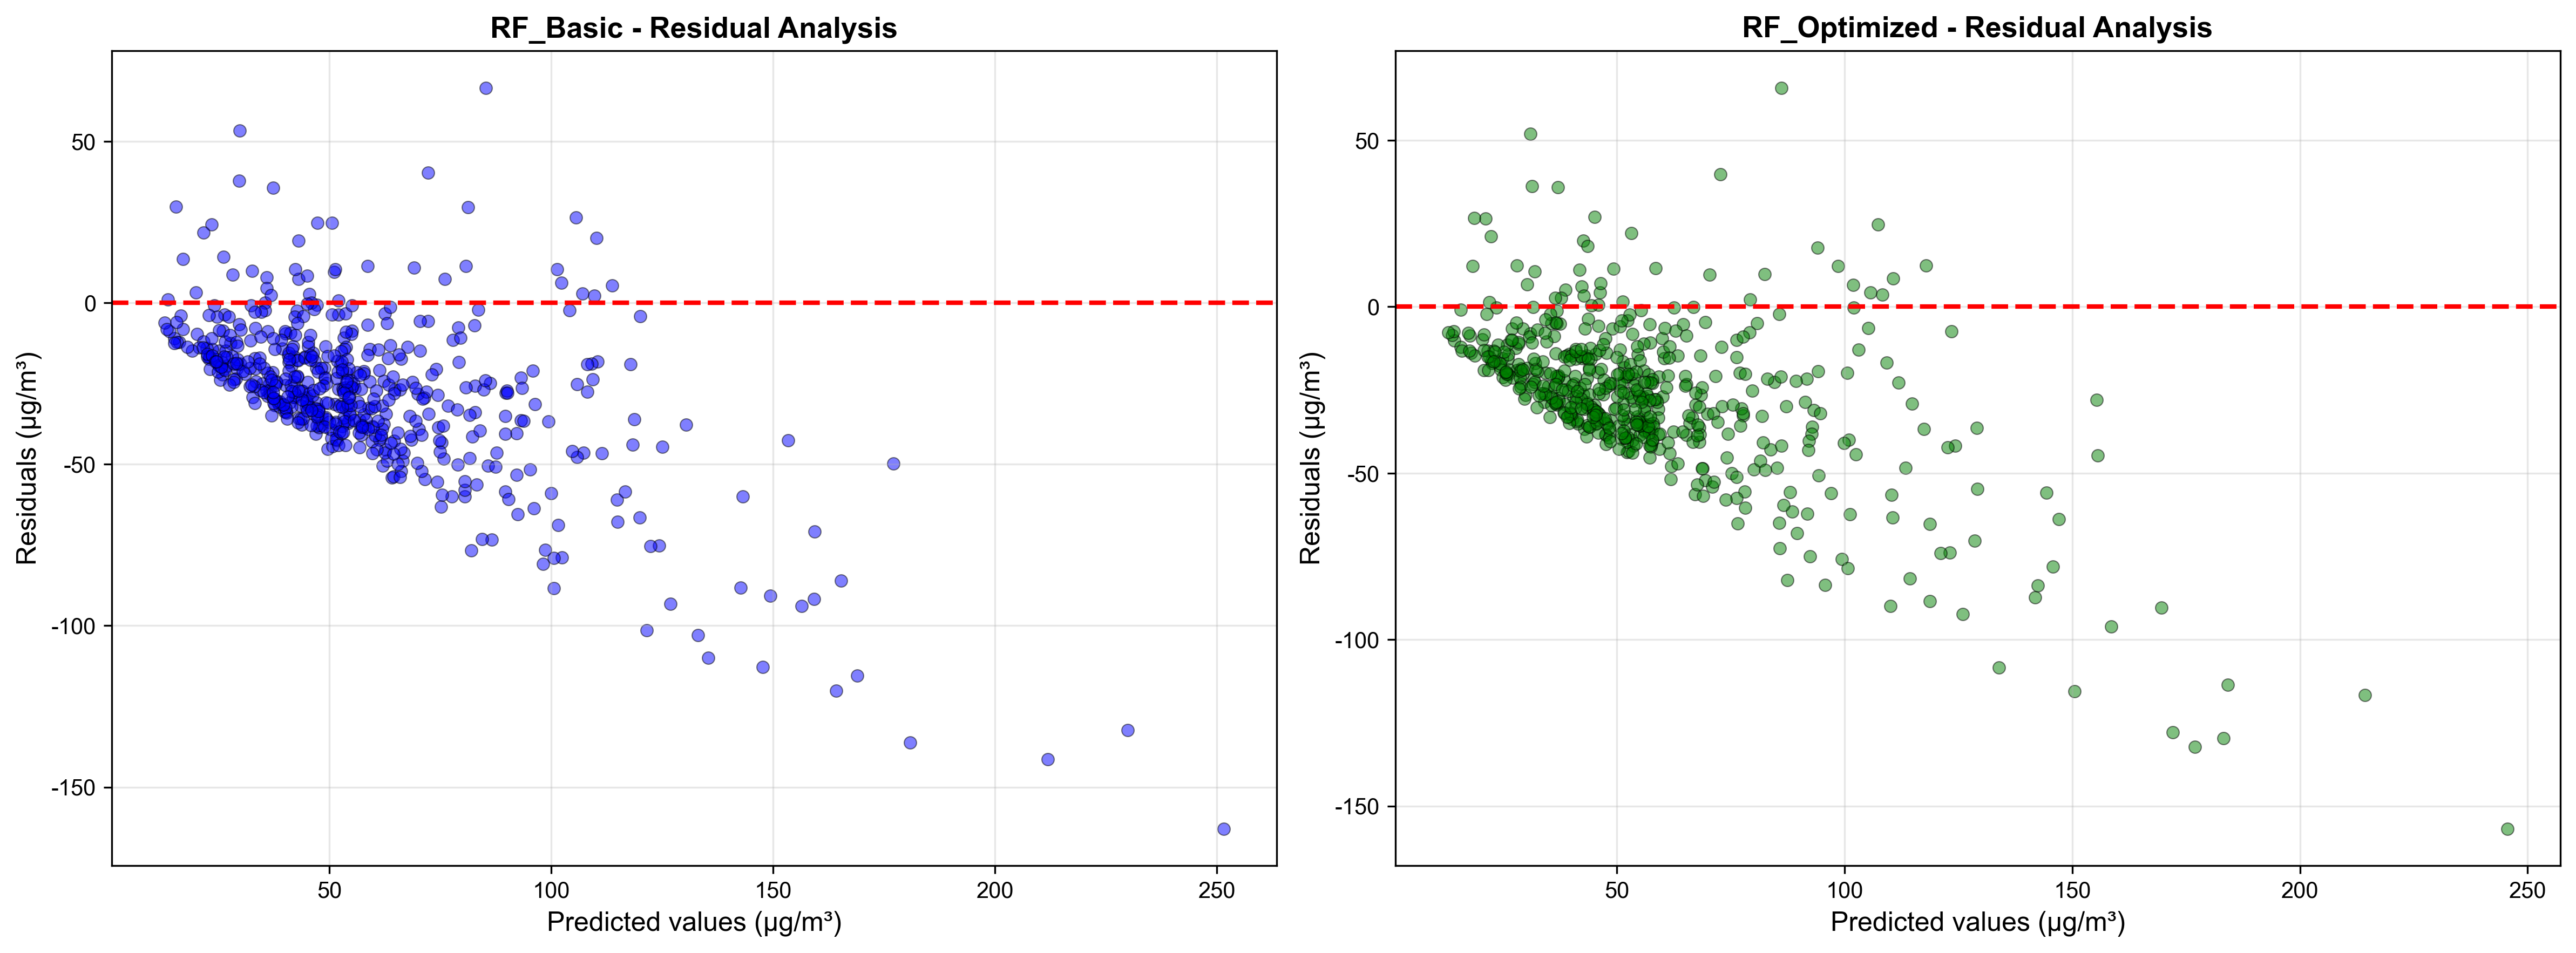 RF_Basic - Residual Analysis
50
0
-50
-100
-150
Residuals (µg/m³)
50 100 150 200 250
Predicted values (µg/m³)
RF_Optimized - Residual Analysis
50
0
-50
-100
-150
Residuals (µg/m³)
50 100 150 200 250
Predicted values (µg/m³)